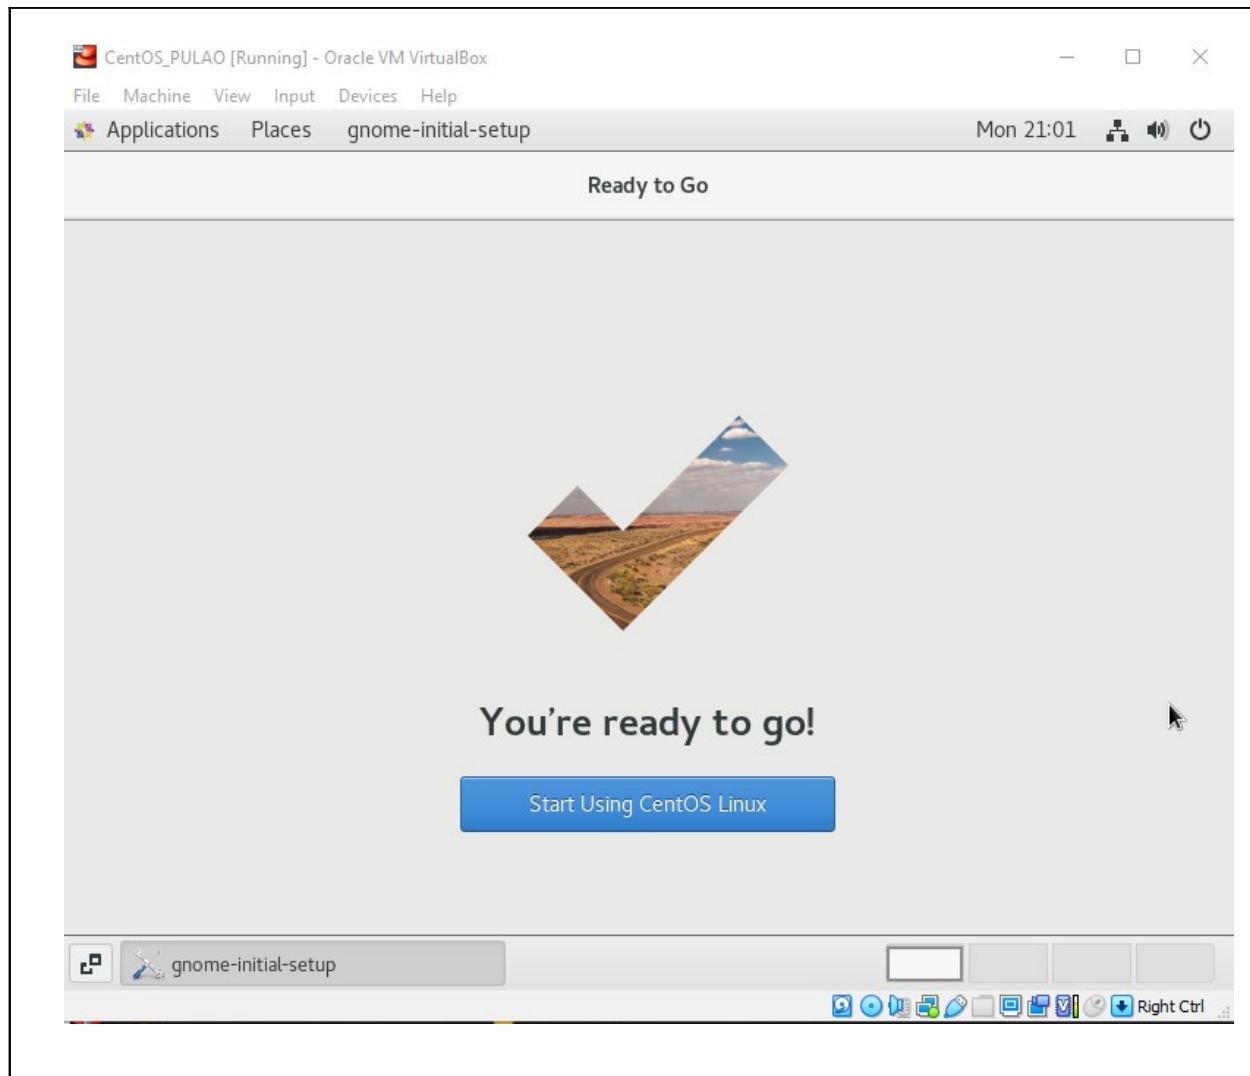 CentOS_PULAO [Running] - Oracle VM VirtualBox
File Machine View Input Devices Help
Applications Places gnome-initial-setup Mon 21:01
Ready to Go
You're ready to go!
Start Using CentOS Linux
gnome-initial-setup
Right Ctrl